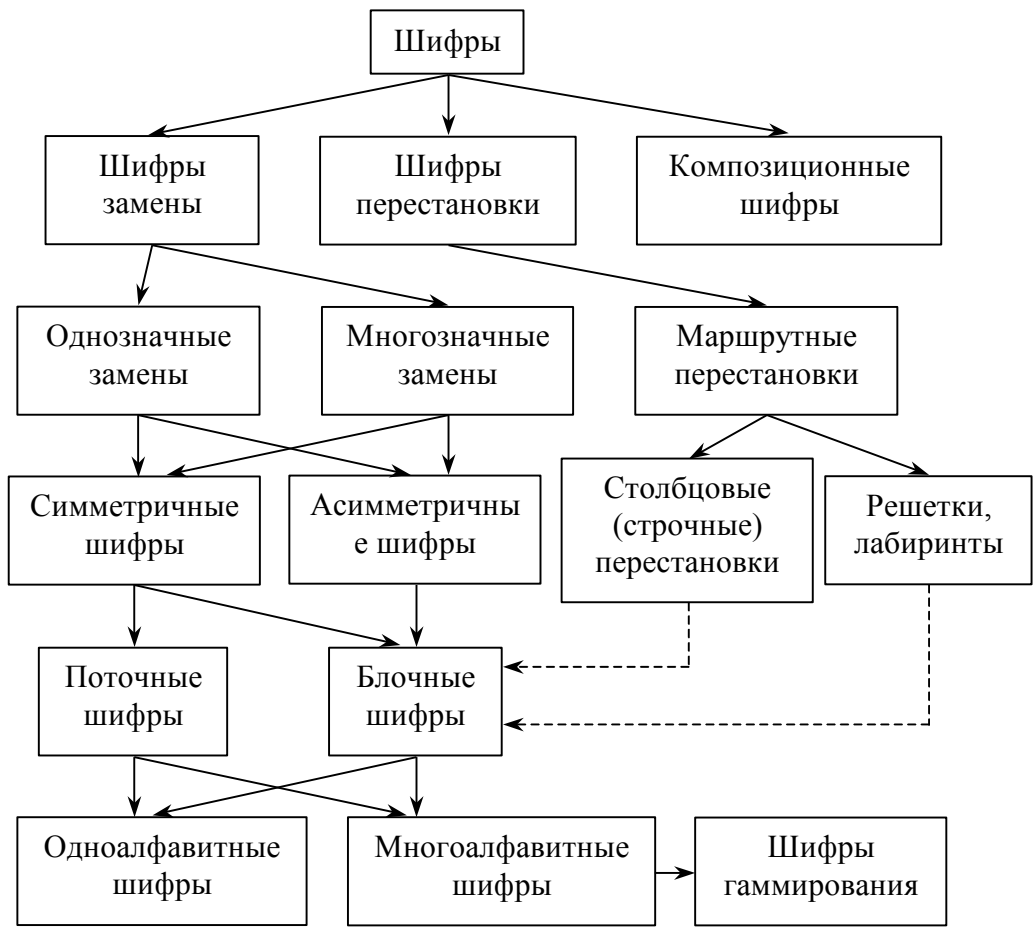 Шифры
Шифры
замены
Шифры
перестановки
Композиционные
шифры
Однозначные
замены
Многозначные
замены
Маршрутные
перестановки
Симметричные
шифры
Асимметричны
е шифры
Столбцовые
(строчные)
перестановки
Решетки,
лабиринты
Поточные
шифры
Блочные
шифры
Одноалфавитные
шифры
Многоалфавитные
шифры
Шифры
гаммирования